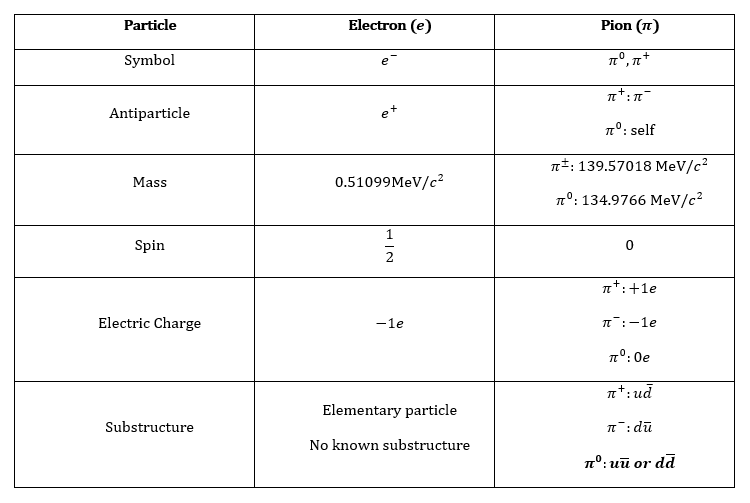 Particle Electron (e) Pion (π)
Symbol e⁻ π⁰, π⁺
Antiparticle e⁺ π⁺: π⁻
π⁰: self
Mass 0.51099MeV/c² π±: 139.57018 MeV/c²
π⁰: 134.9766 MeV/c²
Spin 1/2 0
Electric Charge −1e π⁺: +1e
π⁻: −1e
π⁰: 0e
Substructure Elementary particle π⁺: ud̅
No known substructure π⁻: du̅
π⁰: uu̅ or dd̅